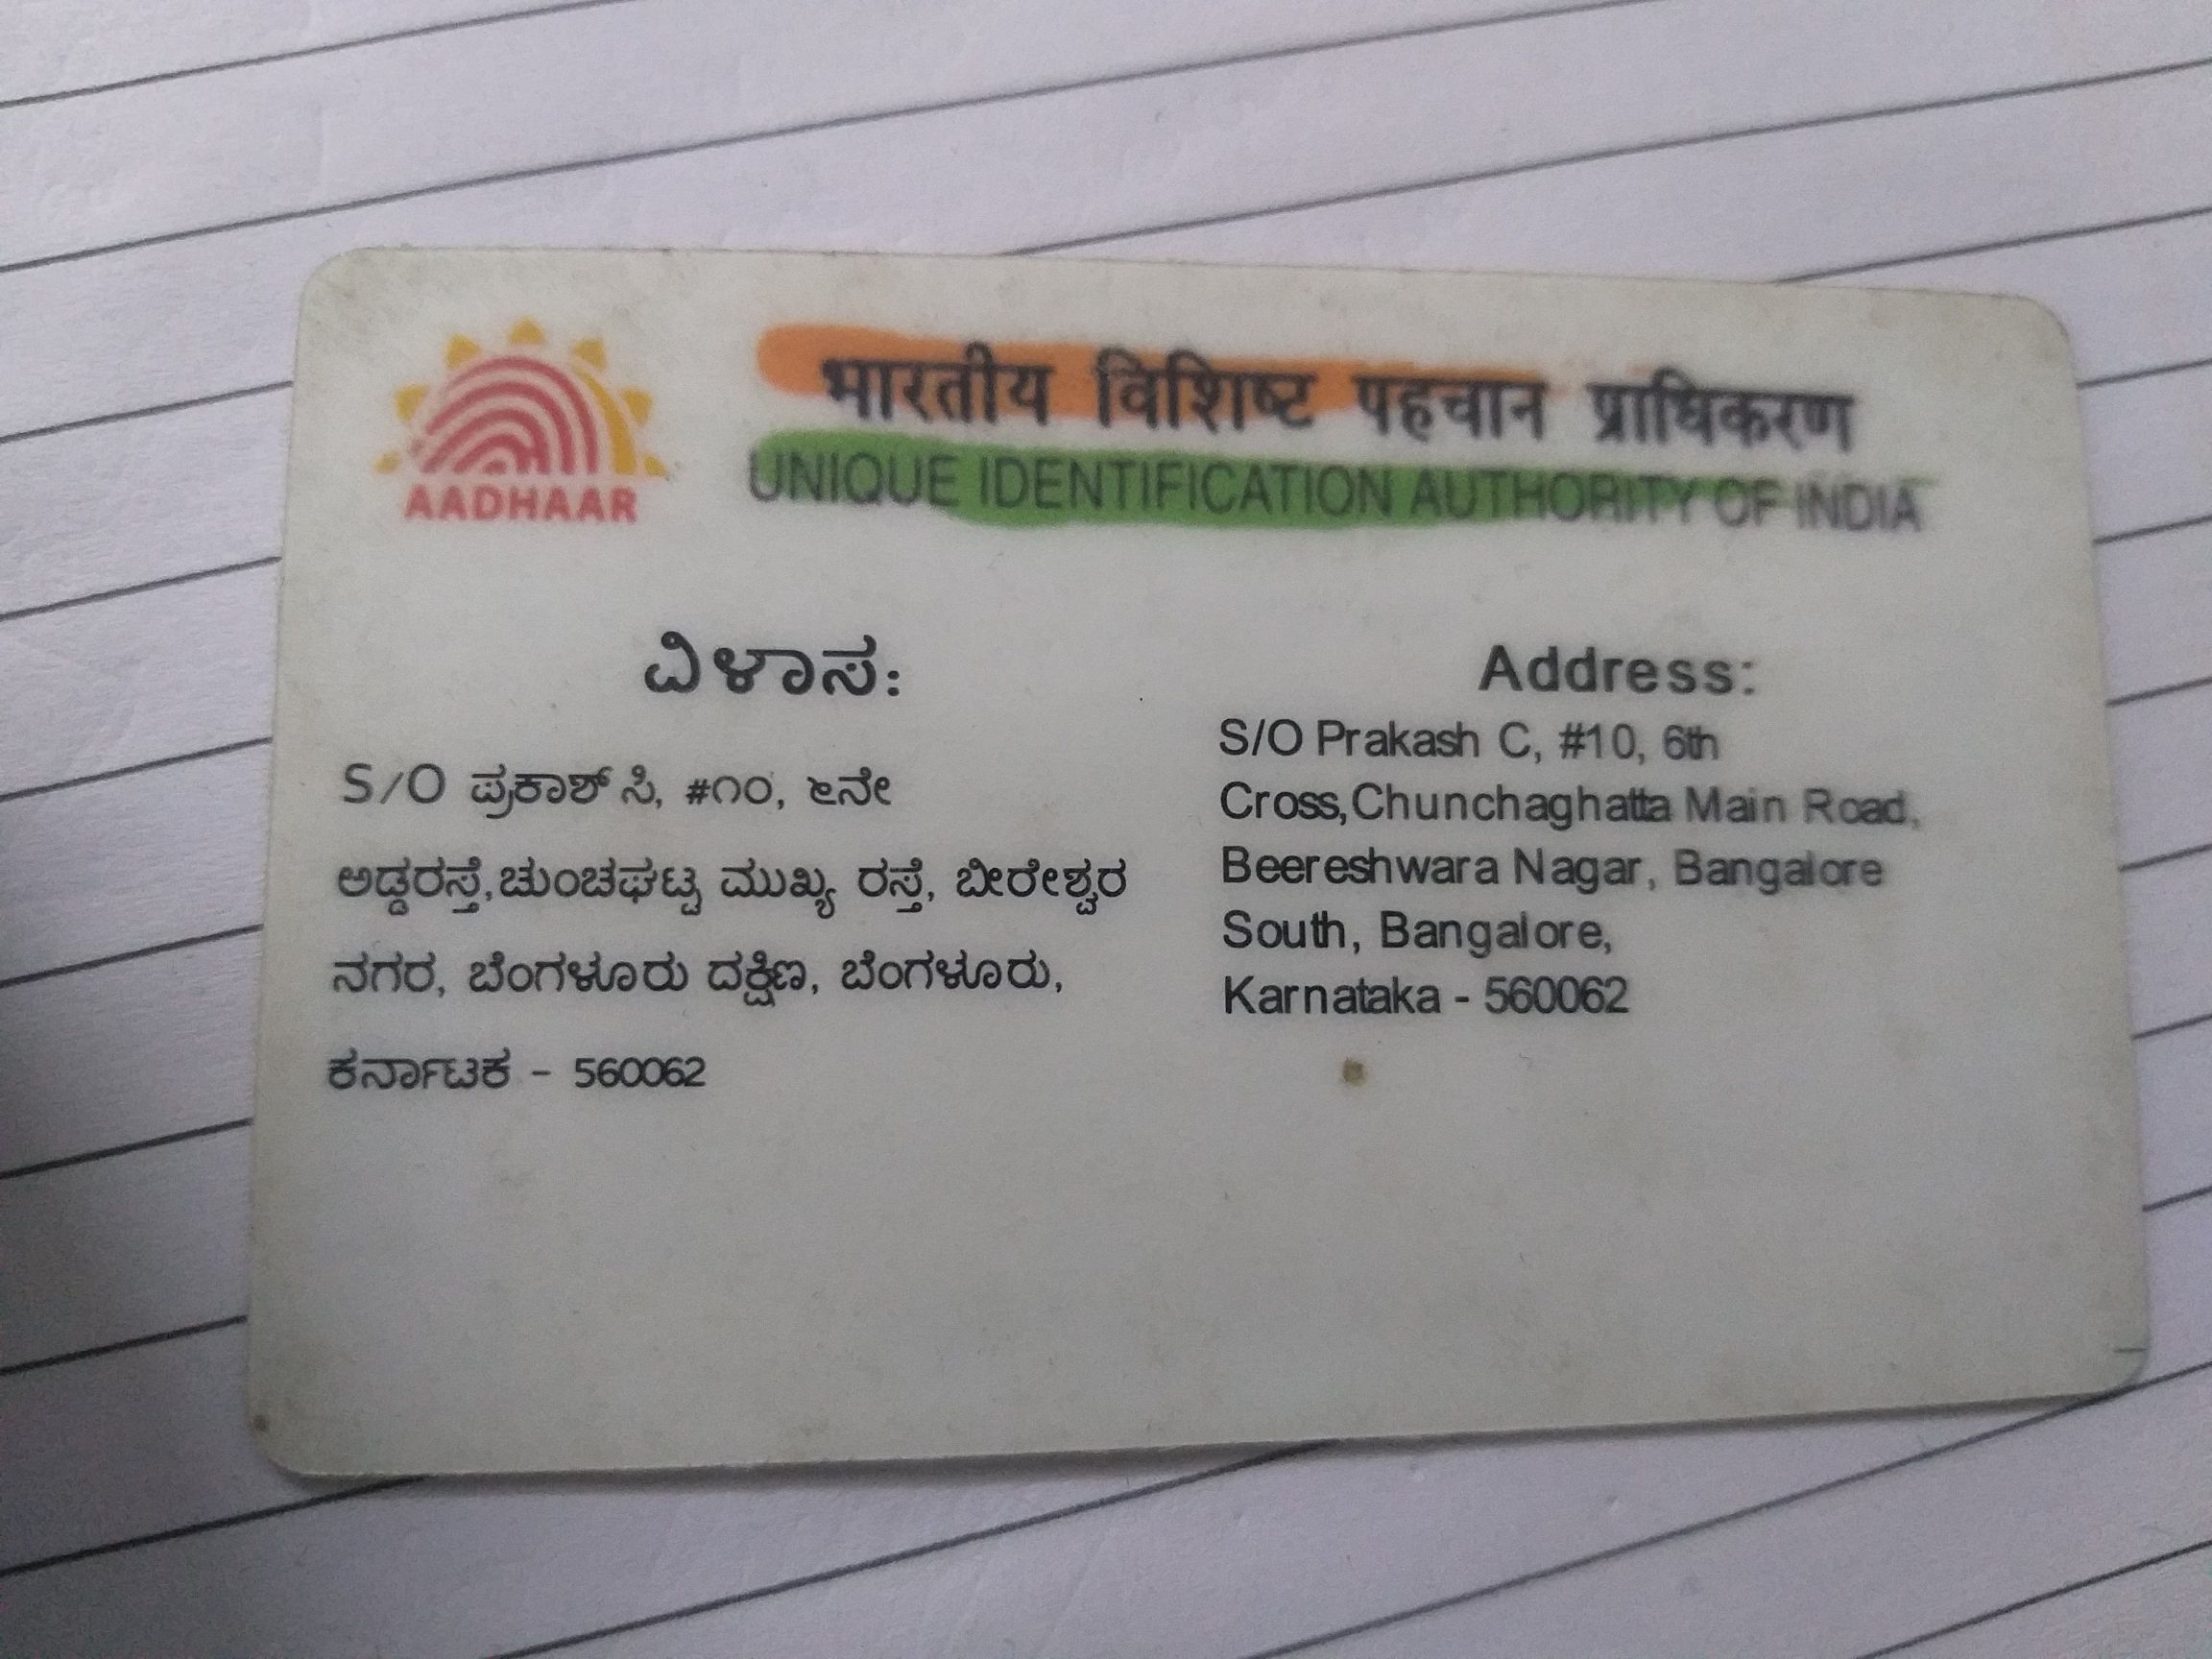 AADHAAR
भारतीय विशिष्ट पहचान प्राधिकरण
UNIQUE IDENTIFICATION AUTHORITY OF INDIA
ವಿಳಾಸ:
S/O ಪ್ರಕಾಶ್ ಸಿ, #೧೦, ೬ನೇ
ಅಡ್ಡರಸ್ತೆ,ಚುಂಚಘಟ್ಟ ಮುಖ್ಯ ರಸ್ತೆ, ಬೀರೇಶ್ವರ
ನಗರ, ಬೆಂಗಳೂರು ದಕ್ಷಿಣ, ಬೆಂಗಳೂರು,
ಕರ್ನಾಟಕ - 560062
Address:
S/O Prakash C, #10, 6th
Cross,Chunchaghatta Main Road,
Beereshwara Nagar, Bangalore
South, Bangalore,
Karnataka - 560062